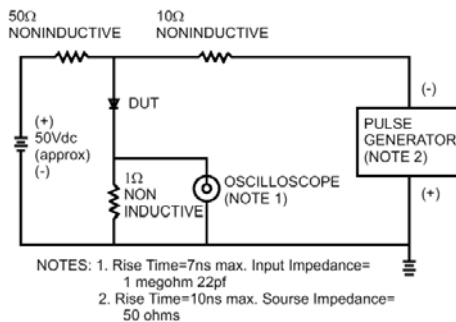 50Ω
NONINDUCTIVE
10Ω
NONINDUCTIVE
DUT
(+)
50Vdc
(approx)
(-)
1Ω
NON
INDUCTIVE
OSCILLOSCOPE
(NOTE 1)
(-)
PULSE
GENERATOR
(NOTE 2)
(+)
NOTES: 1. Rise Time=7ns max. Input Impedance=
1 megohm 22pf
2. Rise Time=10ns max. Sourse Impedance=
50 ohms